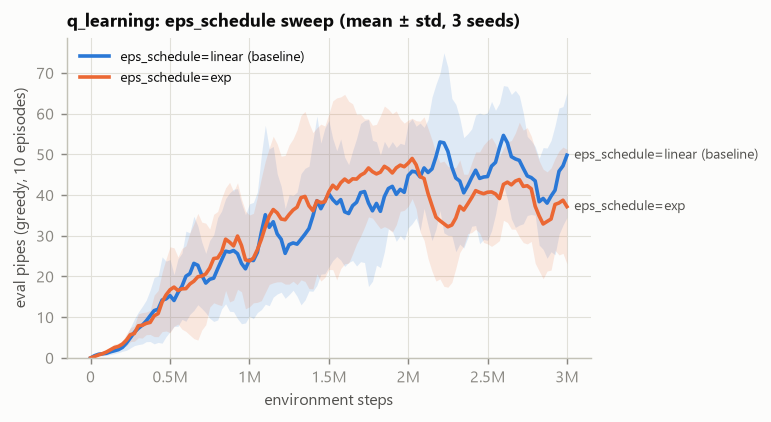 q_learning: eps_schedule sweep (mean ± std, 3 seeds)
eps_schedule=linear (baseline)
eps_schedule=exp
eval pipes (greedy, 10 episodes)
70
60
50
40
30
20
10
0
eps_schedule=linear (baseline)
eps_schedule=exp
0
0.5M
1M
1.5M
2M
2.5M
3M
environment steps